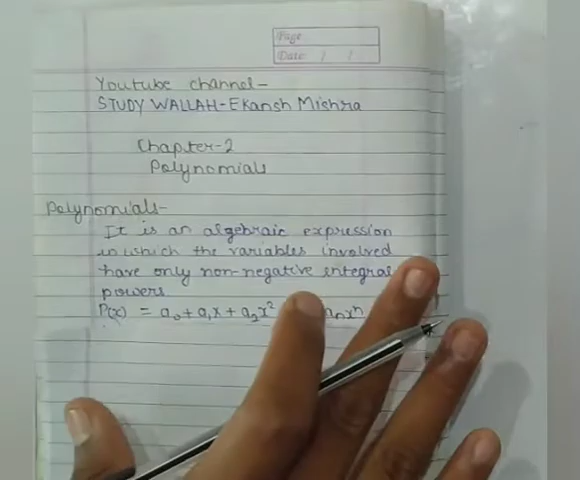 Page
Date / /
Youtube channel-
STUDY WALLAH-Ekansh Mishra
Chapter-2
Polynomials
Polynomials-
It is an algebraic expression
in which the variables involved
have only non-negative integral
powers
P(x) = a₀+a₁x+a₂x² aₙxⁿ